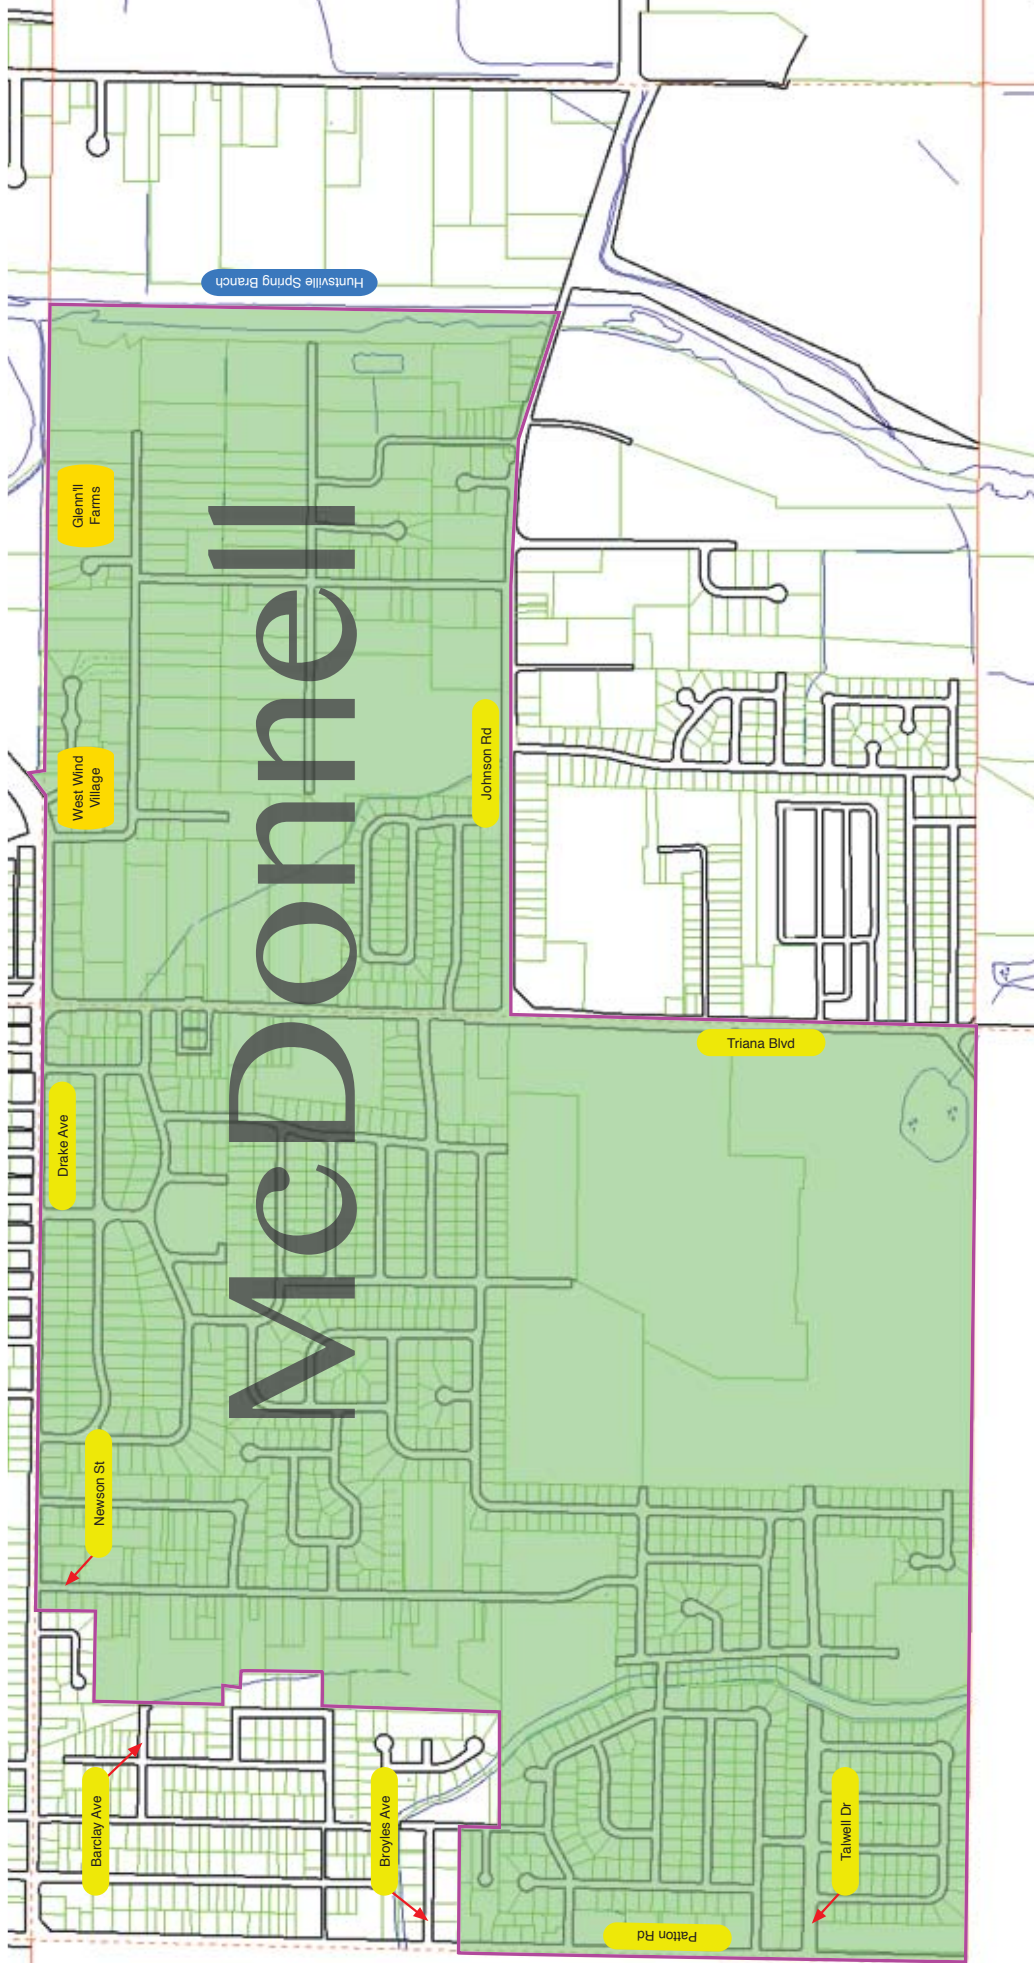 Huntsville Spring Branch
Glenn'll
Farms
West Wind
Village
McDonnell
Johnson Rd
Triana Blvd
Drake Ave
Newson St
Barclay Ave
Broyles Ave
Talwell Dr
Patton Rd